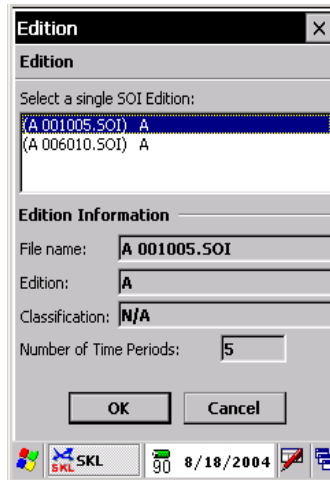 Edition
Edition
Select a single SOI Edition:
(A 001005.SOI) A
(A 006010.SOI) A
Edition Information
File name: A 001005.SOI
Edition: A
Classification: N/A
Number of Time Periods: 5
OK Cancel
SKL SKL 90 8/18/2004